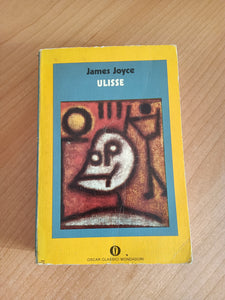 James Joyce
ULISSE
OSCAR CLASSICI MONDADORI